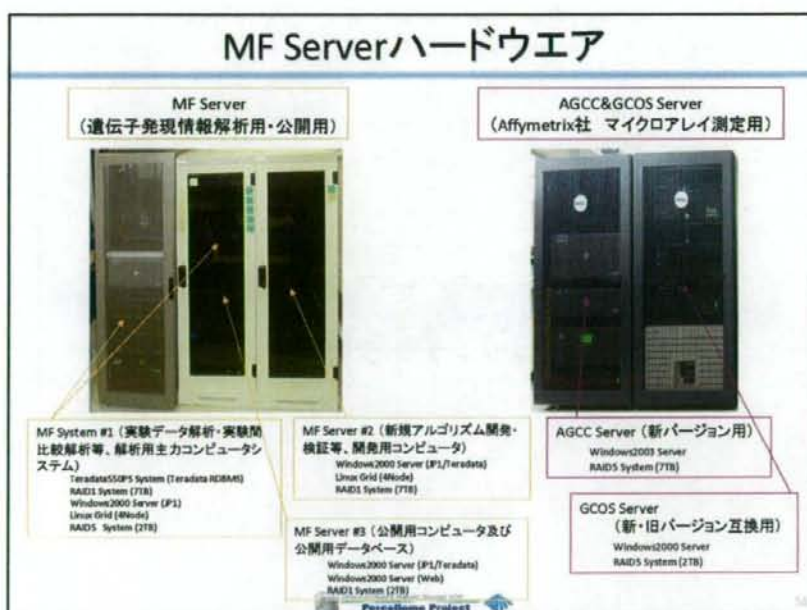 MF Serverハードウエア
MF Server
（遺伝子発現情報解析用・公開用）
AGCC&GCOS Server
（Affymetrix社 マイクロアレイ測定用）
MF System #1（実験データ解析・実験間
比較解析等、解析用主力コンピュータシ
ステム）
Teradata550PS System (Teradata RDBMS)
RAID1 System (7TB)
Windows2000 Server (JP1)
Linux Grid (4Node)
RAID5 System (2TB)
MF Server #2（新規アルゴリズム開発・
検証等、開発用コンピュータ）
Windows2000 Server (JP1/Teradata)
Linux Grid (4Node)
RAID1 System (7TB)
MF Server #3（公開用コンピュータ及び
公開用データベース）
Windows2000 Server (JP1/Teradata)
Windows2000 Server (Web)
RAID1 System (2TB)
AGCC Server（新バージョン用）
Windows2003 Server
RAID5 System (7TB)
GCOS Server
（新・旧バージョン互換用）
Windows2000 Server
RAID5 System (2TB)
Percellome Project